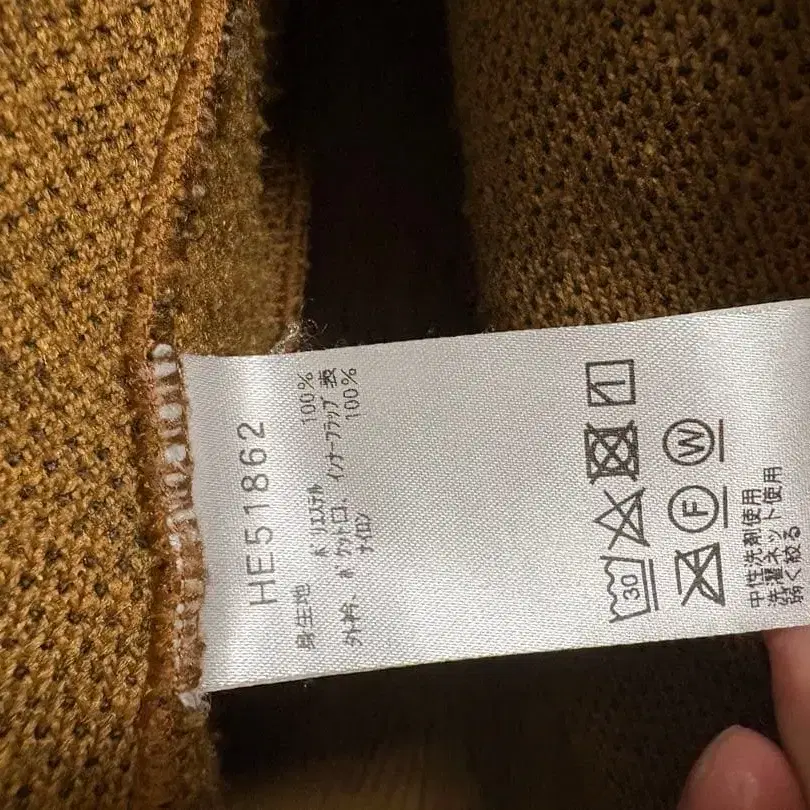 HE51862
身生地 ポリエステル 100%
外衿、ポケット口、インナーフラップ表
ナイロン 100%
30
F W
中性洗剤使用
洗濯ネット使用
弱く絞る